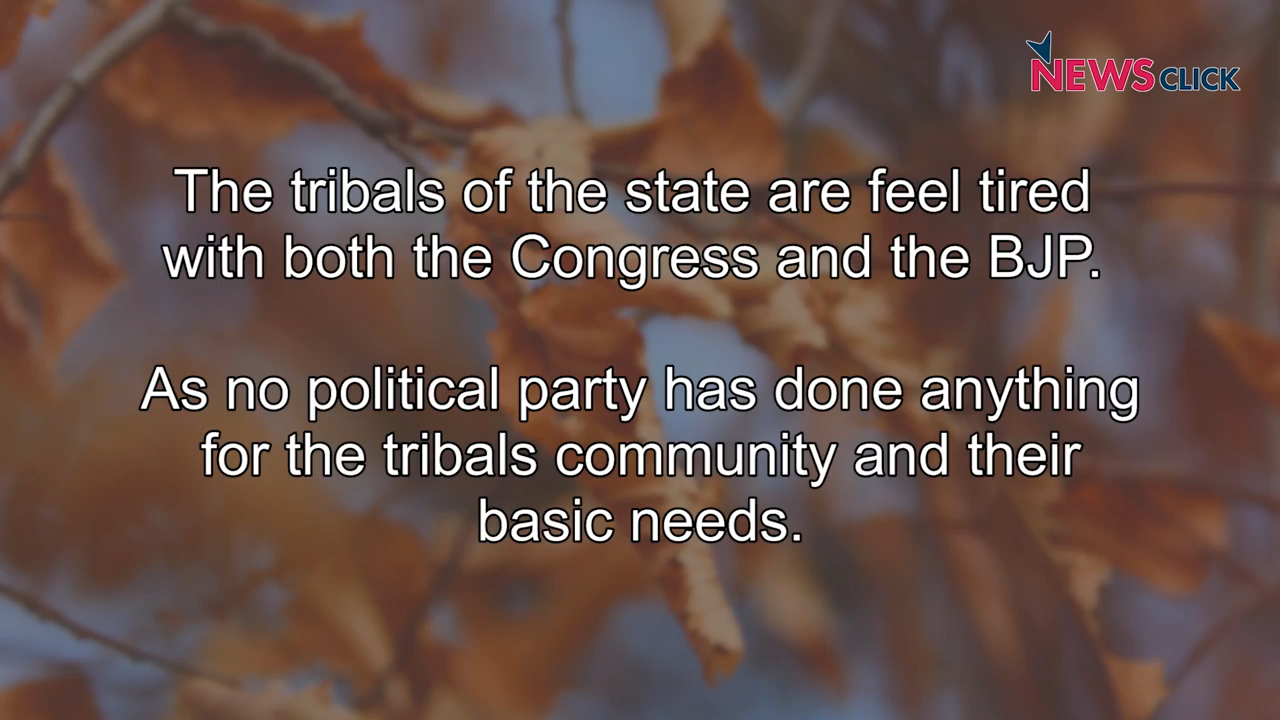 NEWSCLICK
The tribals of the state are feel tired
with both the Congress and the BJP.
As no political party has done anything
for the tribals community and their
basic needs.